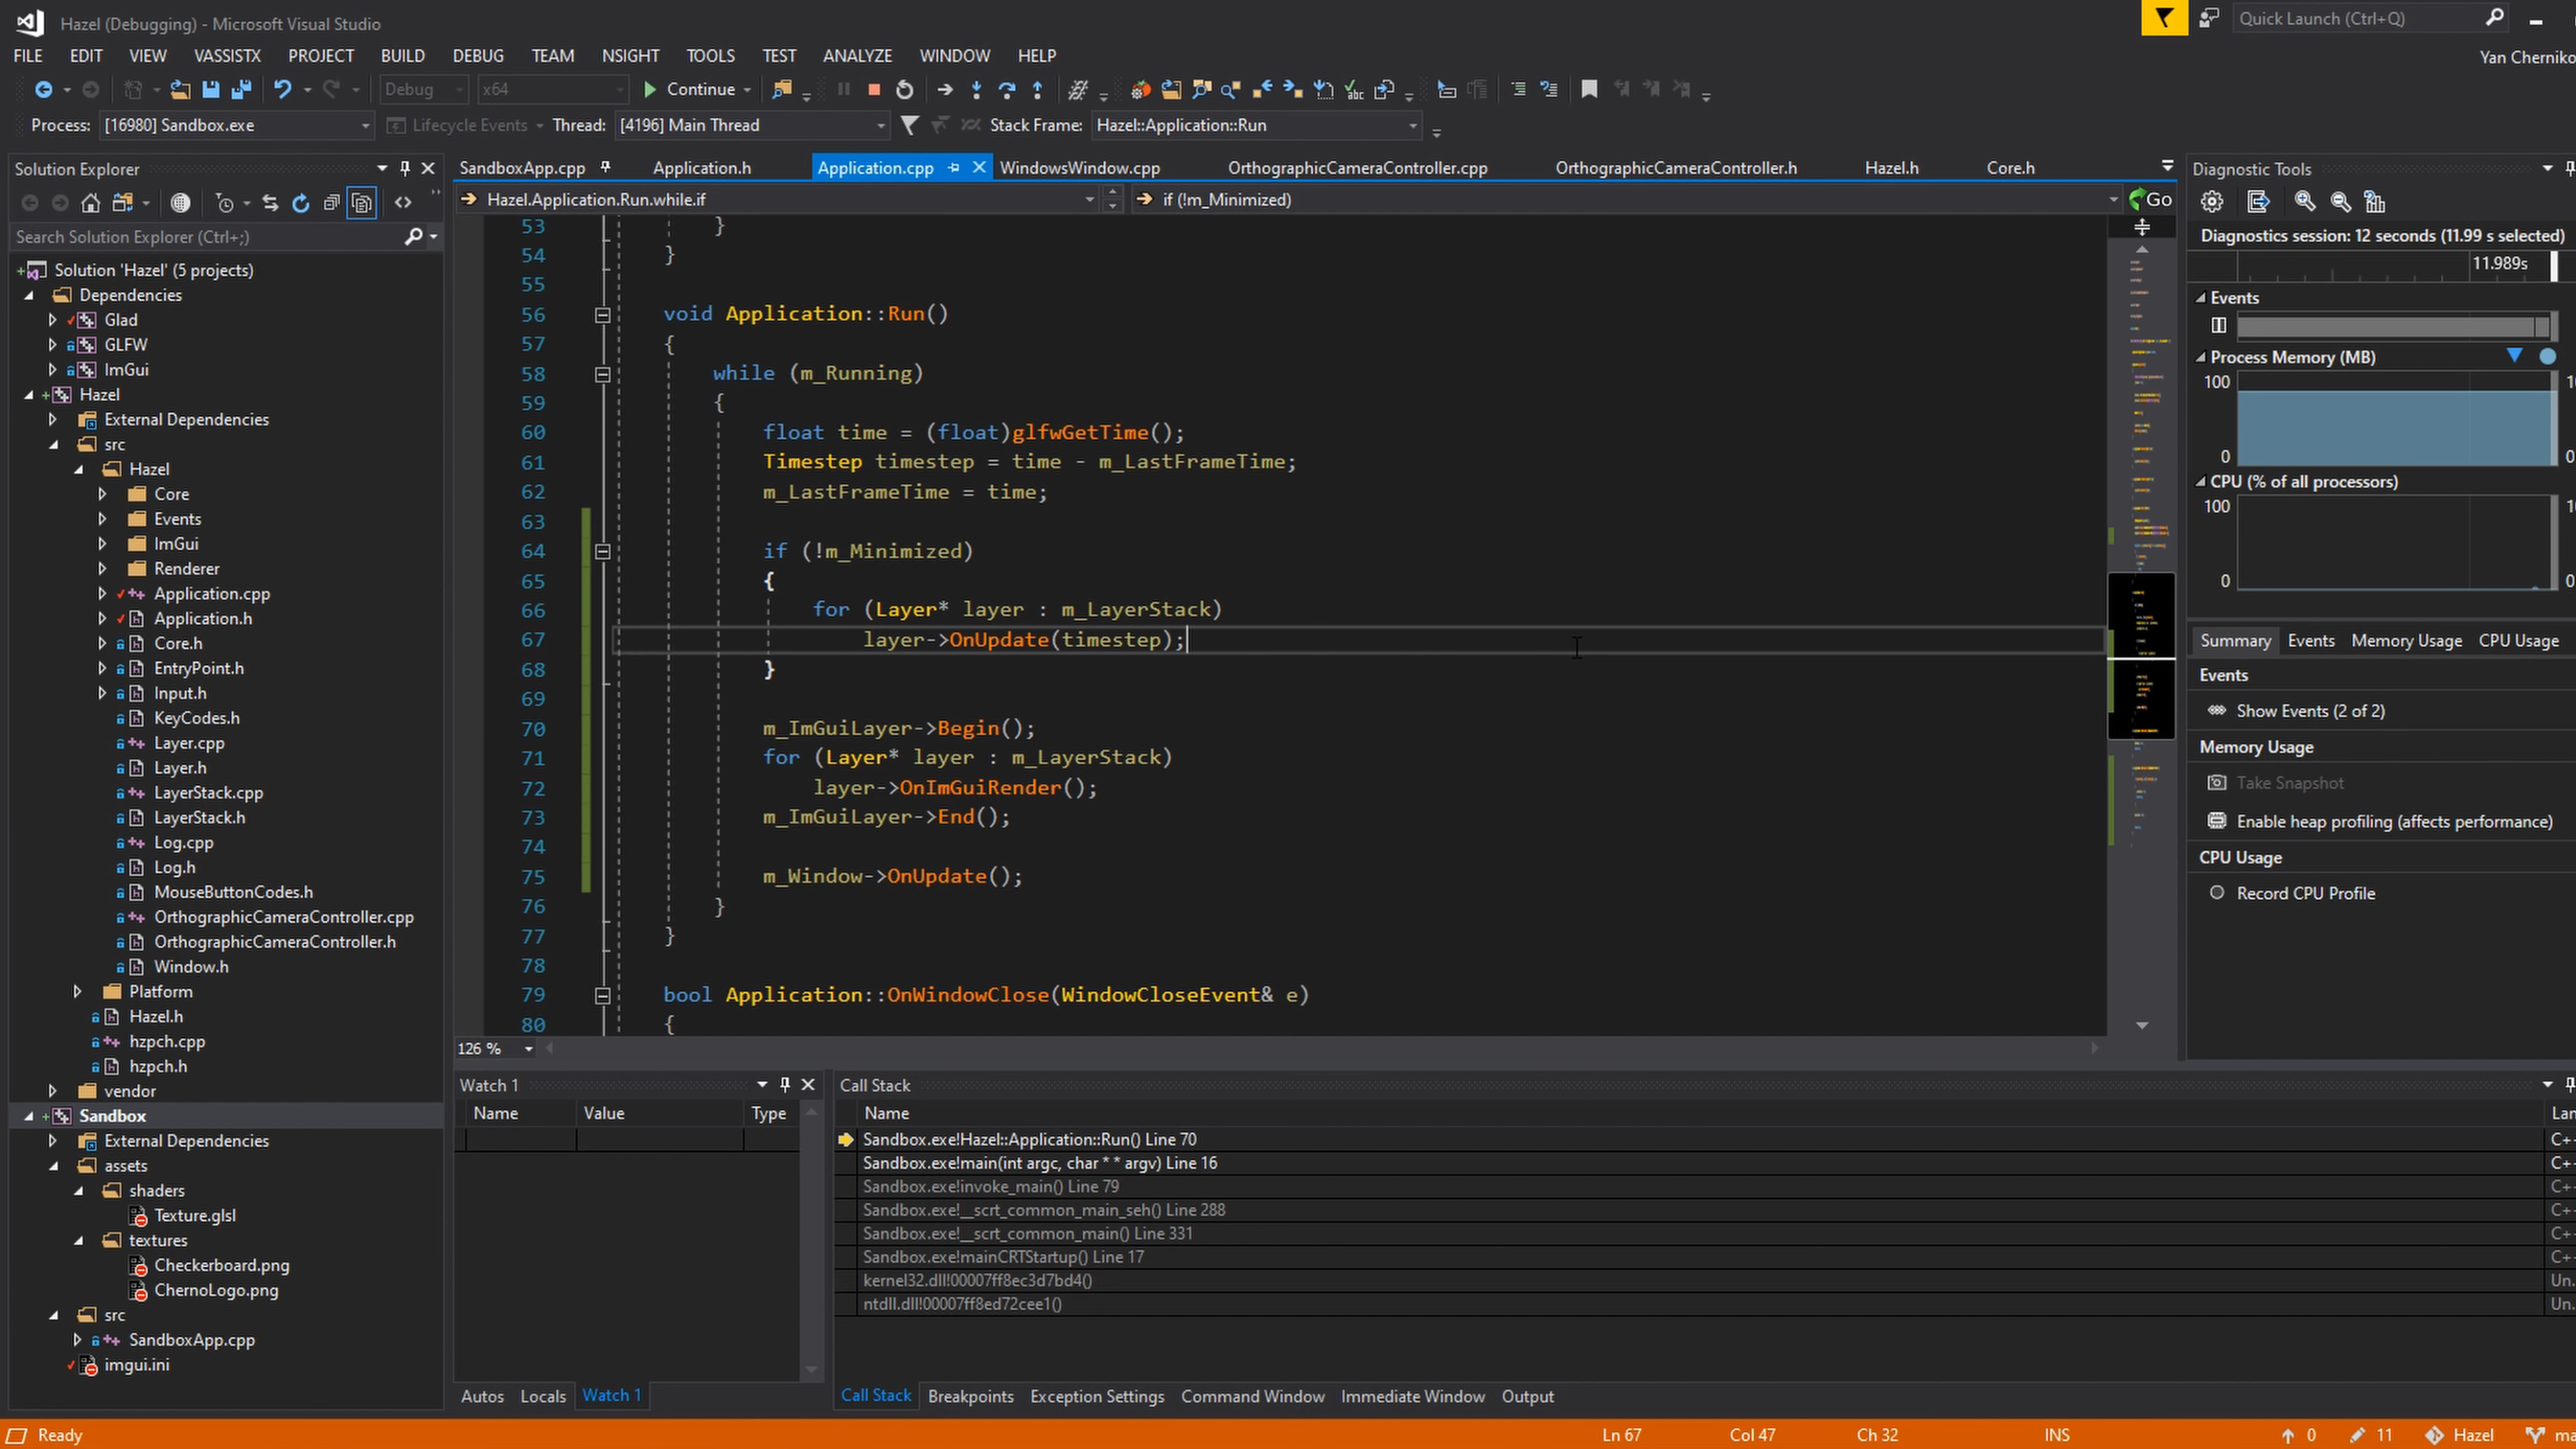 Hazel (Debugging) - Microsoft Visual Studio
Quick Launch (Ctrl+Q)
FILE EDIT VIEW VASSISTX PROJECT BUILD DEBUG TEAM NSIGHT TOOLS TEST ANALYZE WINDOW HELP
Yan Cherniko
Debug x64 Continue
Process: [16980] Sandbox.exe Lifecycle Events Thread: [4196] Main Thread Stack Frame: Hazel::Application::Run
Solution Explorer
Search Solution Explorer (Ctrl+;)
Solution 'Hazel' (5 projects)
Dependencies
Glad
GLFW
ImGui
Hazel
External Dependencies
src
Hazel
Core
Events
ImGui
Renderer
Application.cpp
Application.h
Core.h
EntryPoint.h
Input.h
KeyCodes.h
Layer.cpp
Layer.h
LayerStack.cpp
LayerStack.h
Log.cpp
Log.h
MouseButtonCodes.h
OrthographicCameraController.cpp
OrthographicCameraController.h
Window.h
Platform
Hazel.h
hzpch.cpp
hzpch.h
vendor
Sandbox
External Dependencies
assets
shaders
Texture.glsl
textures
Checkerboard.png
ChernoLogo.png
src
SandboxApp.cpp
imgui.ini
SandboxApp.cpp Application.h Application.cpp WindowsWindow.cpp OrthographicCameraController.cpp OrthographicCameraController.h Hazel.h Core.h
Hazel.Application.Run.while.if if (!m_Minimized) Go
53 }
54 }
55
56 void Application::Run()
57 {
58 while (m_Running)
59 {
60 float time = (float)glfwGetTime();
61 Timestep timestep = time - m_LastFrameTime;
62 m_LastFrameTime = time;
63
64 if (!m_Minimized)
65 {
66 for (Layer* layer : m_LayerStack)
67 layer->OnUpdate(timestep);
68 }
69
70 m_ImGuiLayer->Begin();
71 for (Layer* layer : m_LayerStack)
72 layer->OnImGuiRender();
73 m_ImGuiLayer->End();
74
75 m_Window->OnUpdate();
76 }
77 }
78
79 bool Application::OnWindowClose(WindowCloseEvent& e)
80 {
126 %
Watch 1
Name Value Type
Autos Locals Watch 1
Call Stack
Name Lan
Sandbox.exe!Hazel::Application::Run() Line 70 C+
Sandbox.exe!main(int argc, char * * argv) Line 16 C+
Sandbox.exe!invoke_main() Line 79 C+
Sandbox.exe!__scrt_common_main_seh() Line 288 C+
Sandbox.exe!__scrt_common_main() Line 331 C+
Sandbox.exe!mainCRTStartup() Line 17 C+
kernel32.dll!00007ff8ec3d7bd4() Un.
ntdll.dll!00007ff8ed72cee1() Un.
Call Stack Breakpoints Exception Settings Command Window Immediate Window Output
Diagnostic Tools
Diagnostics session: 12 seconds (11.99 s selected)
11.989s
Events
Process Memory (MB)
100
0 0
CPU (% of all processors)
100
0 0
Summary Events Memory Usage CPU Usage
Events
Show Events (2 of 2)
Memory Usage
Take Snapshot
Enable heap profiling (affects performance)
CPU Usage
Record CPU Profile
Ready Ln 67 Col 47 Ch 32 INS 0 11 Hazel ma